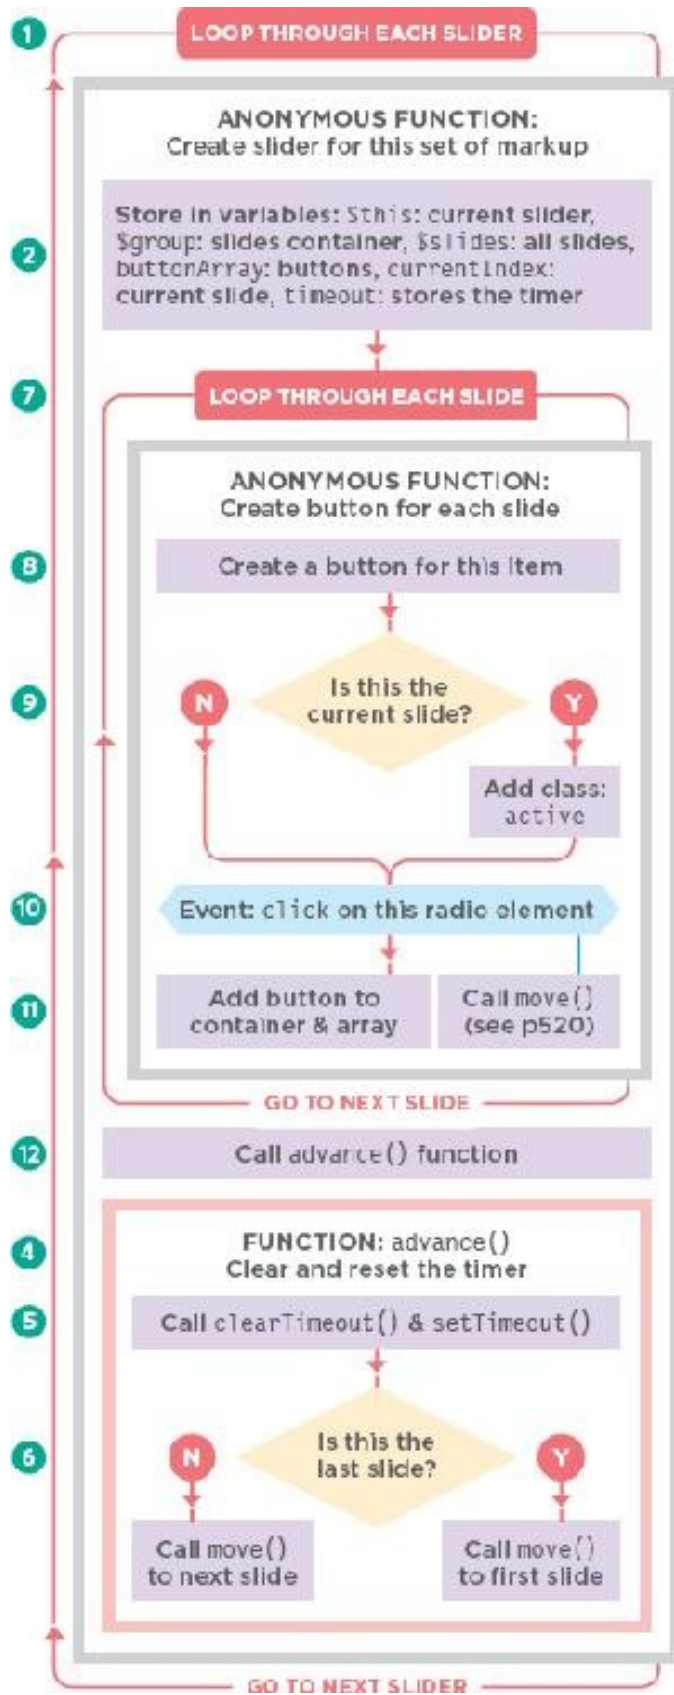 1
LOOP THROUGH EACH SLIDER
ANONYMOUS FUNCTION:
Create slider for this set of markup
2
Store in variables: $this: current slider,
$group: slides container, $slides: all slides,
buttonArray: buttons, currentIndex:
current slide, timeout: stores the timer
7
LOOP THROUGH EACH SLIDE
ANONYMOUS FUNCTION:
Create button for each slide
8
Create a button for this item
9
N
Is this the
current slide?
Y
Add class:
active
10
Event: click on this radio element
11
Add button to
container & array
Call move()
(see p520)
GO TO NEXT SLIDE
12
Call advance() function
4
FUNCTION: advance()
Clear and reset the timer
5
Call clearTimeout() & setTimeout()
6
N
Is this the
last slide?
Y
Call move()
to next slide
Call move()
to first slide
GO TO NEXT SLIDER